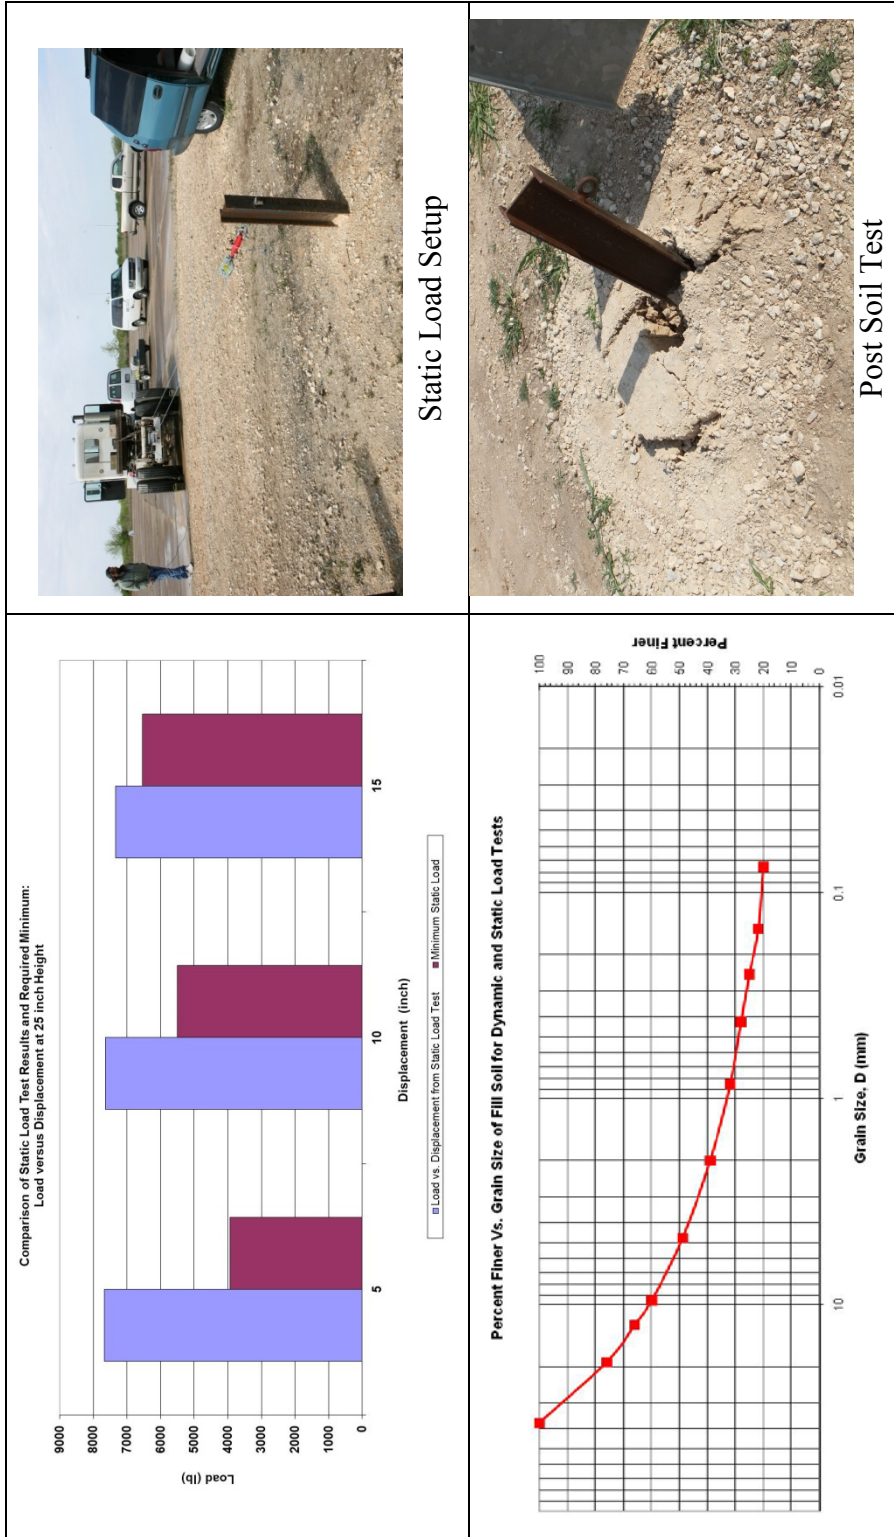 Comparison of Static Load Test Results and Required Minimum:
Load versus Displacement at 25 inch Height
9000
8000
7000
6000
5000
4000
3000
2000
1000
0
Load (lb)
5
10
15
Displacement (inch)
Load vs. Displacement from Static Load Test
Minimum Static Load
Static Load Setup
Percent Finer Vs. Grain Size of Fill Soil for Dynamic and Static Load Tests
100
90
80
70
60
50
40
30
20
10
0
Percent Finer
10
1
0.1
0.01
Grain Size, D (mm)
Post Soil Test